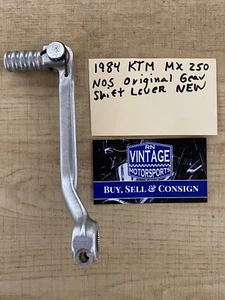 1984 KTM MX 250
NOS Original Gear
Shift Lever NEW
RN
VINTAGE
MOTORSPORTS
BUY, SELL & CONSIGN